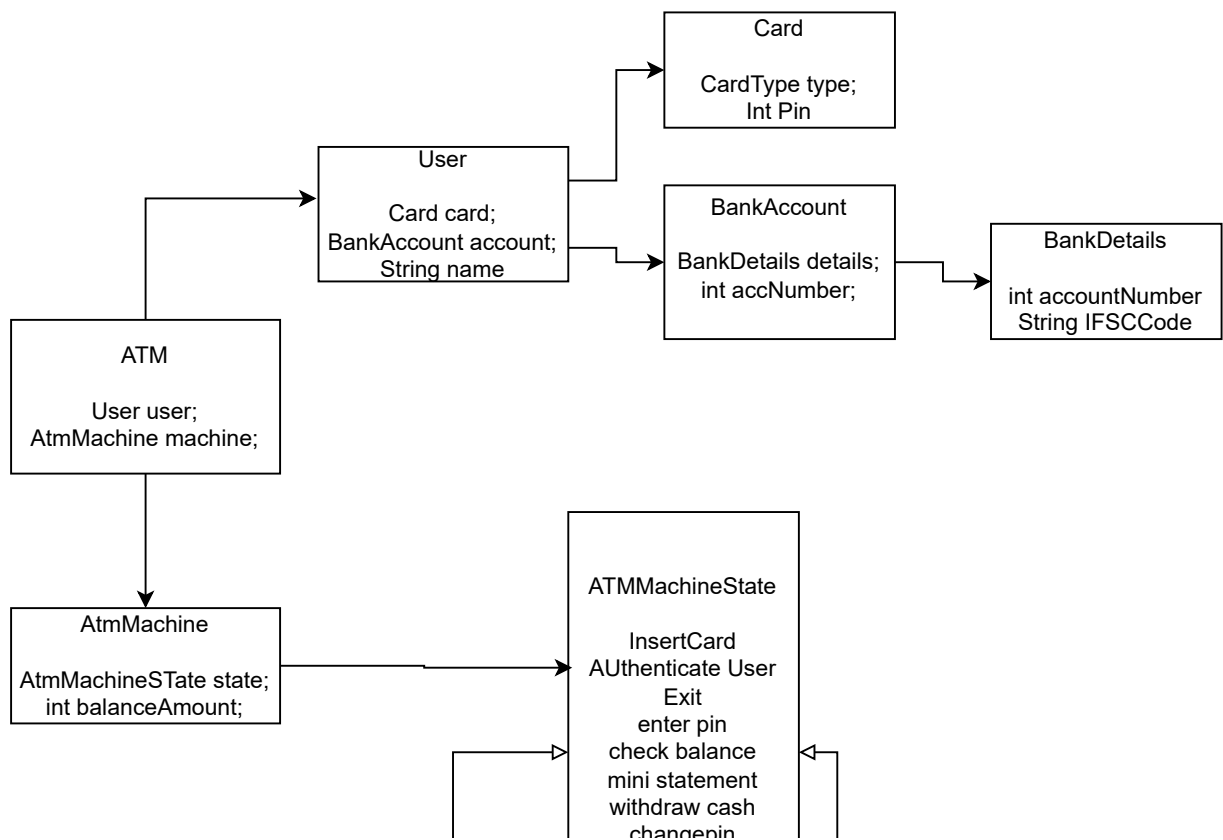 Card
CardType type;
Int Pin
User
Card card;
BankAccount account;
String name
BankAccount
BankDetails details;
int accNumber;
BankDetails
int accountNumber
String IFSCCode
ATM
User user;
AtmMachine machine;
AtmMachine
AtmMachineSTate state;
int balanceAmount;
ATMMachineState
InsertCard
AUthenticate User
Exit
enter pin
check balance
mini statement
withdraw cash
changepin